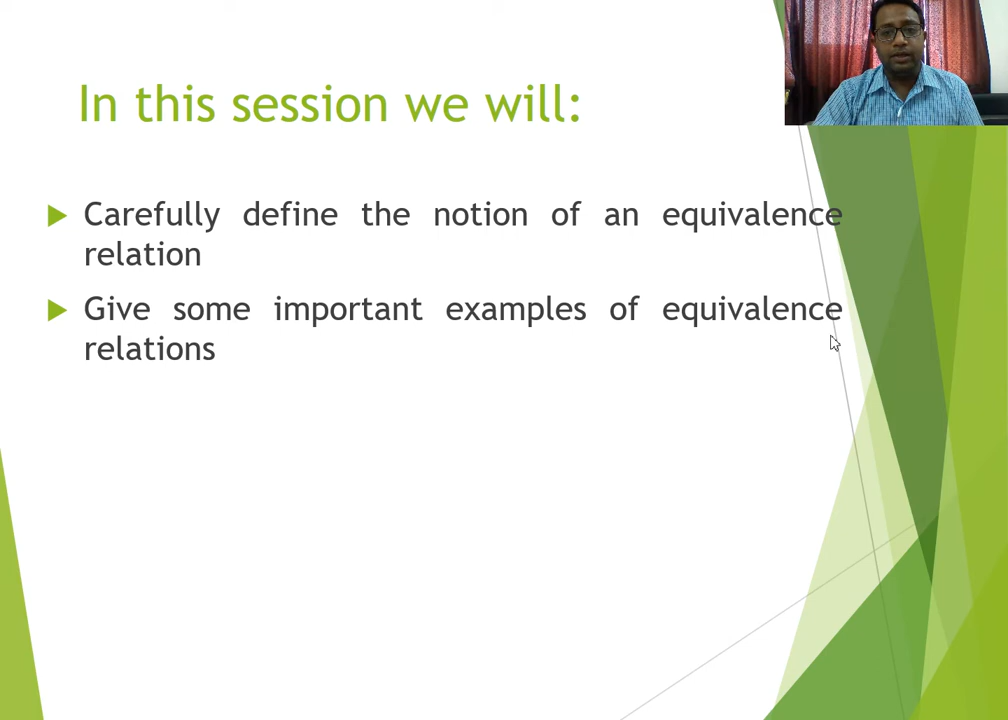 In this session we will:
Carefully define the notion of an equivalence
relation
Give some important examples of equivalence
relations